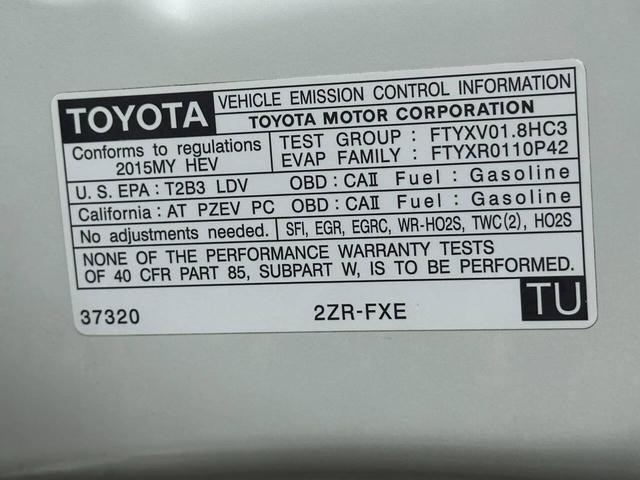 TOYOTA
VEHICLE EMISSION CONTROL INFORMATION
TOYOTA MOTOR CORPORATION
Conforms to regulations
2015MY HEV
TEST GROUP : FTYXV01.8HC3
EVAP FAMILY : FTYXR0110P42
U.S. EPA : T2B3 LDV OBD : CAII Fuel : Gasoline
California : AT PZEV PC OBD : CAII Fuel : Gasoline
No adjustments needed. SFI, EGR, EGRC, WR-HO2S, TWC(2), HO2S
NONE OF THE PERFORMANCE WARRANTY TESTS
OF 40 CFR PART 85, SUBPART W, IS TO BE PERFORMED.
37320 2ZR-FXE TU